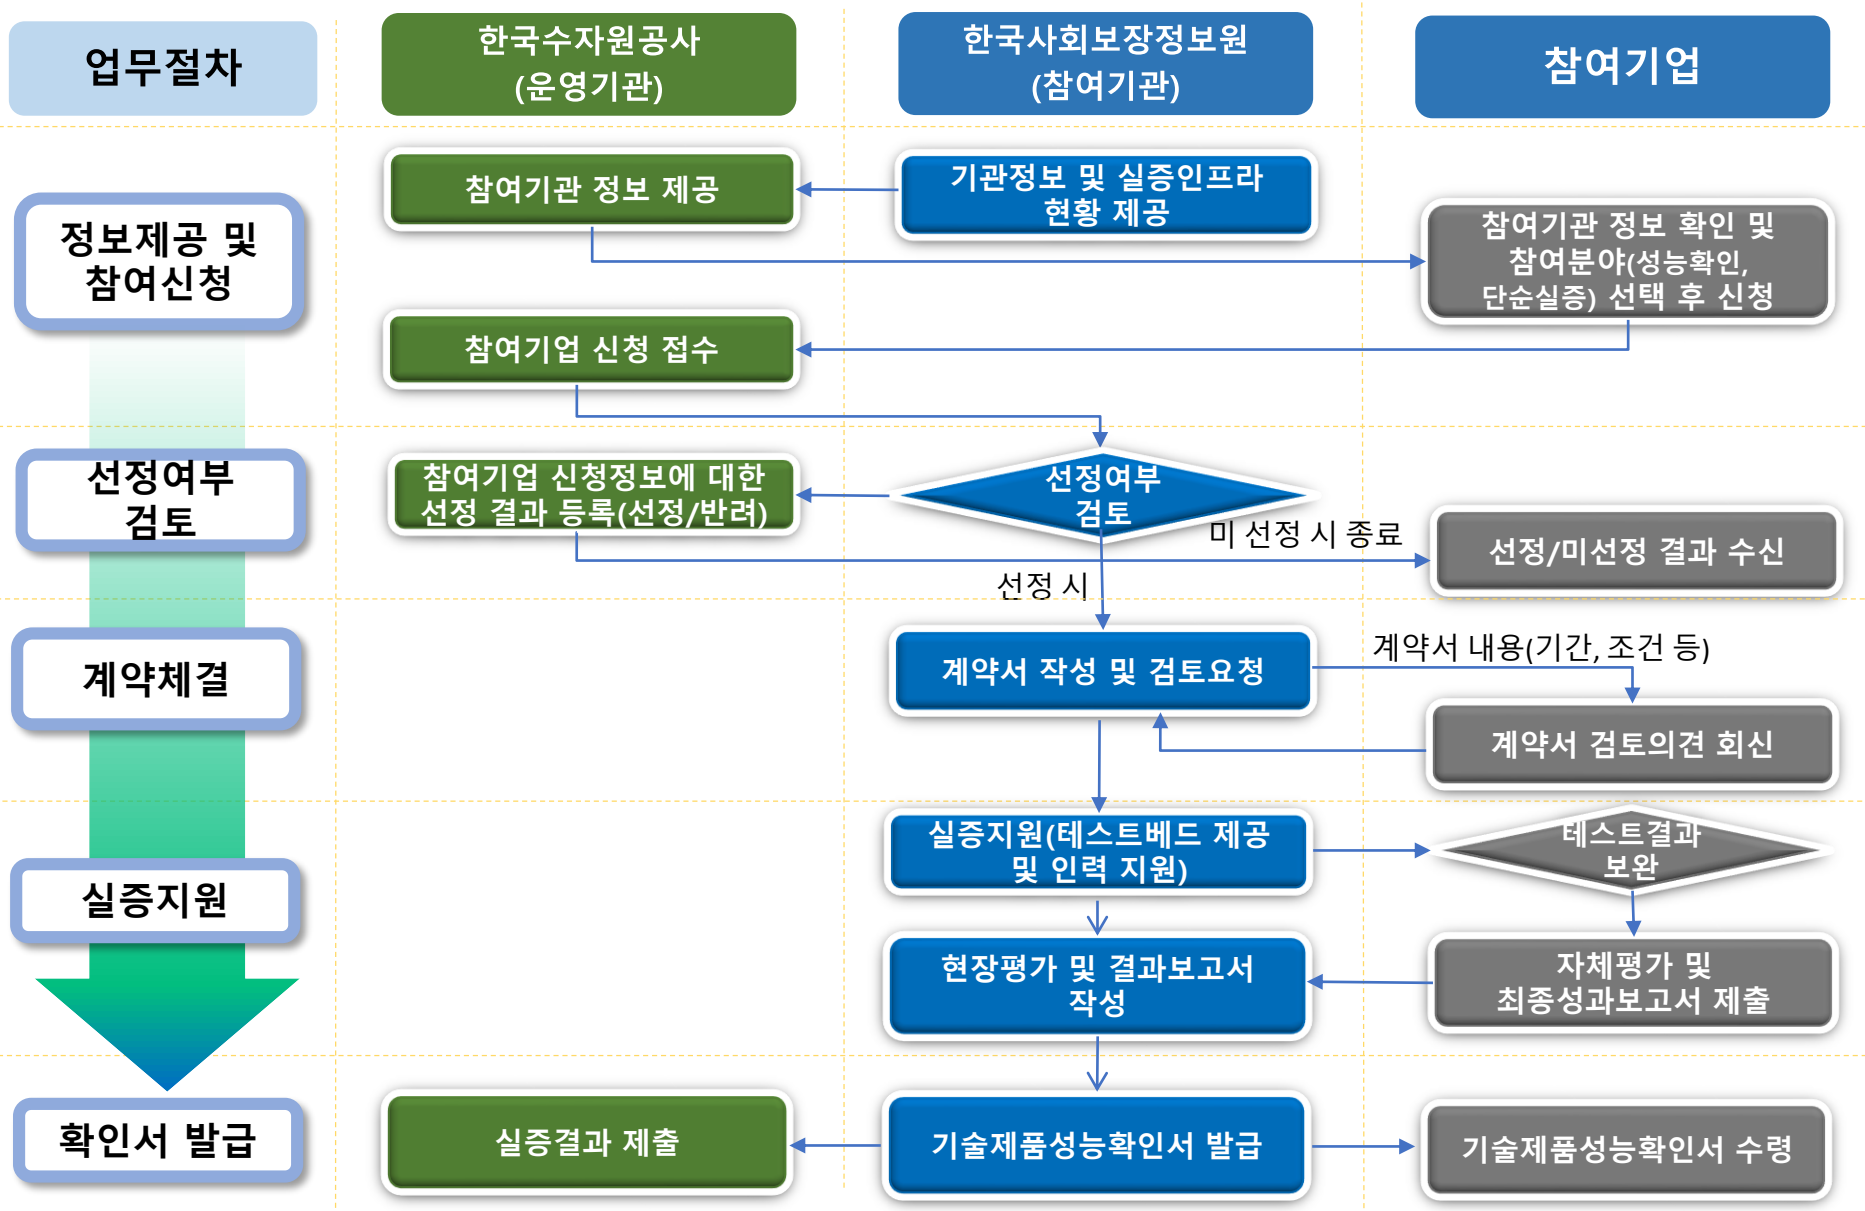 업무절차
한국수자원공사
(운영기관)
한국사회보장정보원
(참여기관)
참여기업
정보제공 및
참여신청
참여기관 정보 제공
기관정보 및 실증인프라
현황 제공
참여기관 정보 확인 및
참여분야(성능확인,
단순실증) 선택 후 신청
참여기업 신청 접수
선정여부
검토
참여기업 신청정보에 대한
선정 결과 등록(선정/반려)
선정여부
검토
미 선정 시 종료
선정/미선정 결과 수신
선정 시
계약체결
계약서 작성 및 검토요청
계약서 내용(기간, 조건 등)
계약서 검토의견 회신
실증지원
실증지원(테스트베드 제공
및 인력 지원)
테스트결과
보완
현장평가 및 결과보고서
작성
자체평가 및
최종성과보고서 제출
확인서 발급
실증결과 제출
기술제품성능확인서 발급
기술제품성능확인서 수령